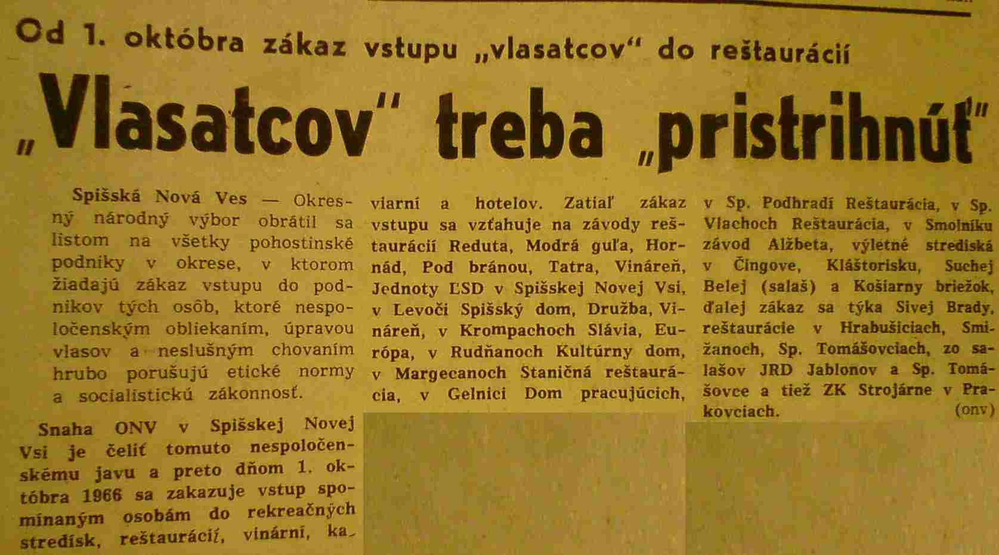 Od 1. októbra zákaz vstupu „vlasatcov“ do reštaurácií
„Vlasatcov“ treba „pristrihnúť“
Spišská Nová Ves — Okres-
ný národný výbor obrátil sa
listom na všetky pohostinské
podniky v okrese, v ktorom
žiadajú zákaz vstupu do pod-
nikov tých osôb, ktoré nespo-
ločenským obliekaním, úpravou
vlasov a neslušným chovaním
hrubo porušujú etické normy
a socialistickú zákonnosť.
Snaha ONV v Spišskej Novej
Vsi je čeliť tomuto nespoločen-
skému javu a preto dňom 1. ok-
tóbra 1966 sa zakazuje vstup spo-
mínaným osobám do rekreačných
stredísk, reštaurácií, vinární, ka-
viarní a hotelov. Zatiaľ zákaz
vstupu sa vzťahuje na závody reš-
taurácií Reduta, Modrá guľa, Hor-
nád, Pod bránou, Tatra, Vináreň,
Jednoty ĽSD v Spišskej Novej Vsi,
v Levoči Spišský dom, Družba, Vi-
náreň, v Krompachoch Slávia, Eu-
rópa, v Rudňanoch Kultúrny dom,
v Margecanoch Staničná reštaurá-
cia, v Gelnici Dom pracujúcich,
v Sp. Podhradí Reštaurácia, v Sp.
Vlachoch Reštaurácia, v Smolníku
závod Alžbeta, výletné strediská
v Čingove, Kláštorisku, Suchej
Belej (salaš) a Košiarny briežok,
ďalej zákaz sa týka Sivej Brady,
reštaurácie v Hrabušiciach, Smi-
žanoch, Sp. Tomášovciach, zo sa-
lašov JRD Jablonov a Sp. Tomá-
šovce a tiež ZK Strojárne v Pra-
kovciach. (onv)